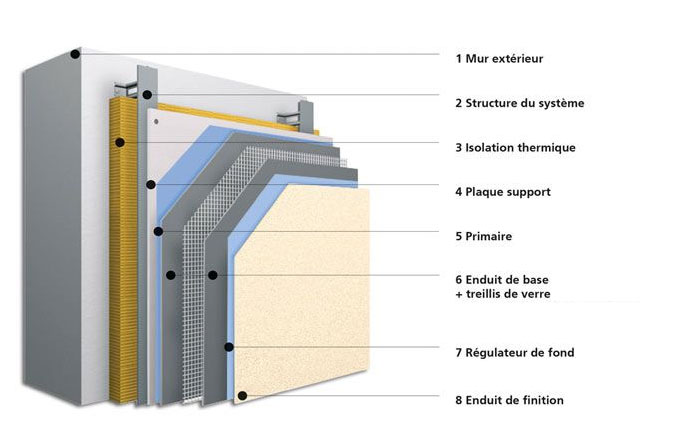 1 Mur extérieur
2 Structure du système
3 Isolation thermique
4 Plaque support
5 Primaire
6 Enduit de base
+ treillis de verre
7 Régulateur de fond
8 Enduit de finition